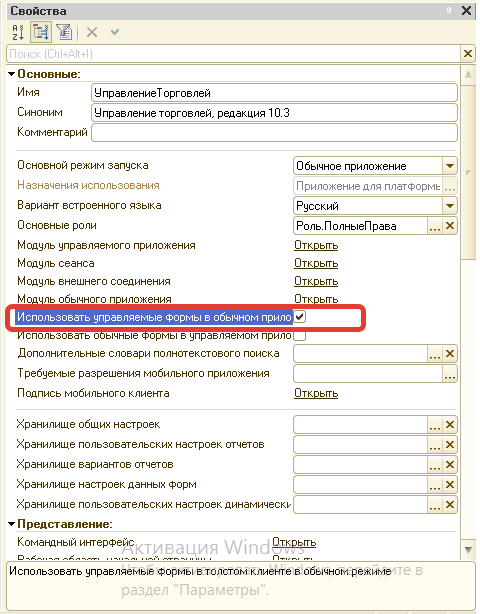 Свойства
Поиск (Ctrl+Alt+I)
Основные:
Имя УправлениеТорговлей
Синоним Управление торговлей, редакция 10.3
Комментарий
Основной режим запуска Обычное приложение
Назначения использования Приложение для платформы
Вариант встроенного языка Русский
Основные роли Роль.ПолныеПрава
Модуль управляемого приложения Открыть
Модуль сеанса Открыть
Модуль внешнего соединения Открыть
Модуль обычного приложения Открыть
Использовать управляемые формы в обычном прило
Использовать обычные формы в управляемом прило
Дополнительные словари полнотекстового поиска
Требуемые разрешения мобильного приложения
Подпись мобильного клиента Открыть
Хранилище общих настроек
Хранилище пользовательских настроек отчетов
Хранилище вариантов отчетов
Хранилище настроек данных форм
Хранилище пользовательских настроек динамически
Представление:
Командный интерфейс Открыть
Рабочая область начальной страницы Открыть
Активация Windows
Использовать управляемые формы в толстом клиенте в обычном режиме
раздел "Параметры".